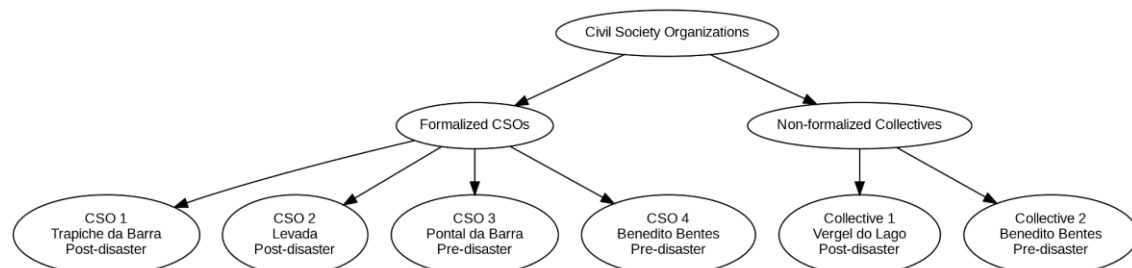 Civil Society Organizations
Formalized CSOs
Non-formalized Collectives
CSO 1
Trapiche da Barra
Post-disaster
CSO 2
Levada
Post-disaster
CSO 3
Pontal da Barra
Pre-disaster
CSO 4
Benedito Bentes
Pre-disaster
Collective 1
Vergel do Lago
Post-disaster
Collective 2
Benedito Bentes
Pre-disaster